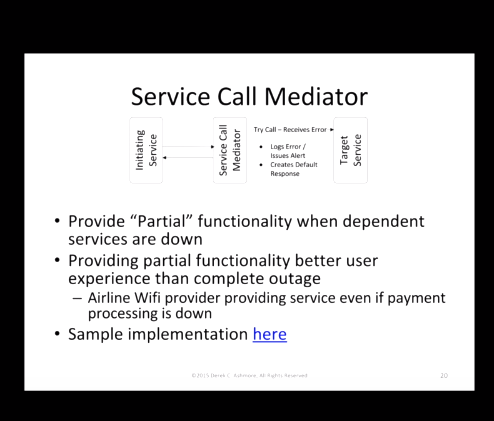 Service Call Mediator
Initiating
Service
Service Call
Mediator
Try Call – Receives Error
• Logs Error /
Issues Alert
• Creates Default
Response
Target
Service
• Provide “Partial” functionality when dependent
services are down
• Providing partial functionality better user
experience than complete outage
– Airline Wifi provider providing service even if payment
processing is down
• Sample implementation here
©2015 Derek C. Ashmore, All Rights Reserved
20